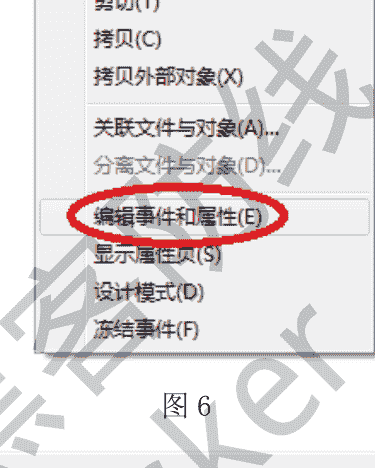 剪切(T)
拷贝(C)
拷贝外部对象(X)
关联文件与对象(A)...
分离文件与对象(D)...
编辑事件和属性(E)
显示属性页(S)
设计模式(D)
冻结事件(F)
图 6